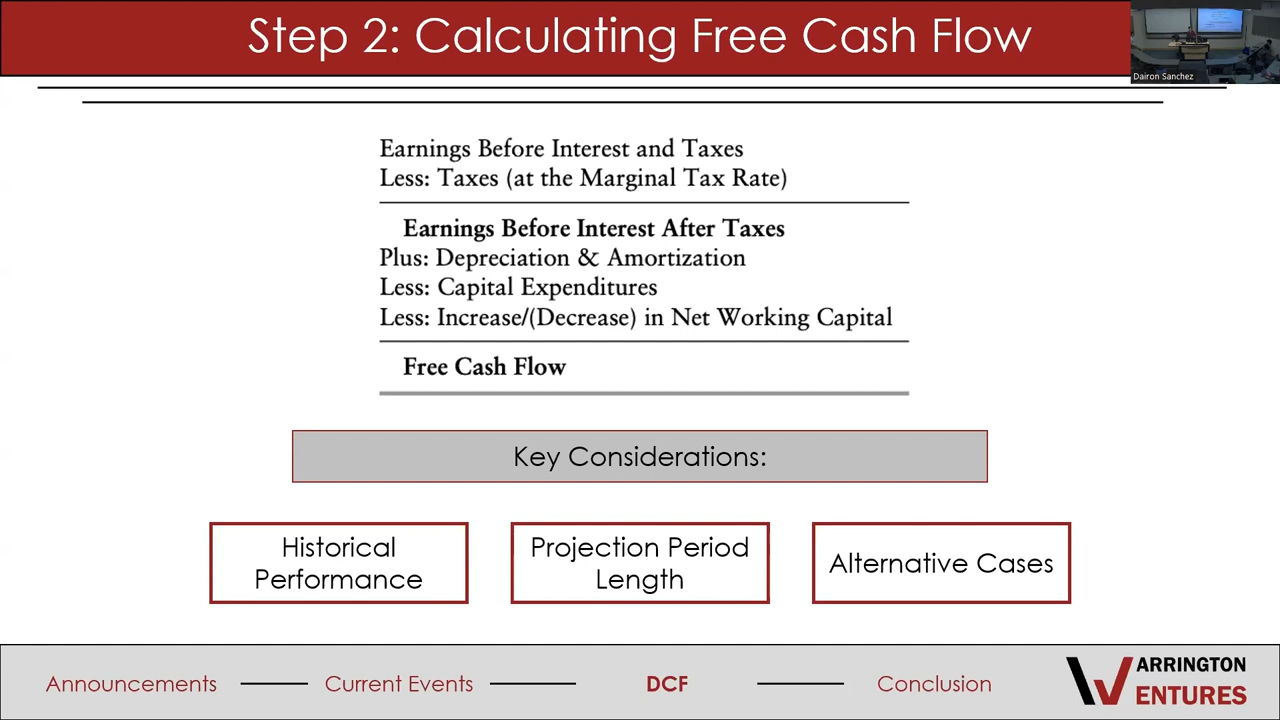 Step 2: Calculating Free Cash Flow
Dairon Sanchez
Earnings Before Interest and Taxes
Less: Taxes (at the Marginal Tax Rate)
Earnings Before Interest After Taxes
Plus: Depreciation & Amortization
Less: Capital Expenditures
Less: Increase/(Decrease) in Net Working Capital
Free Cash Flow
Key Considerations:
Historical
Performance
Projection Period
Length
Alternative Cases
Announcements
Current Events
DCF
Conclusion
WARRINGTON
VENTURES